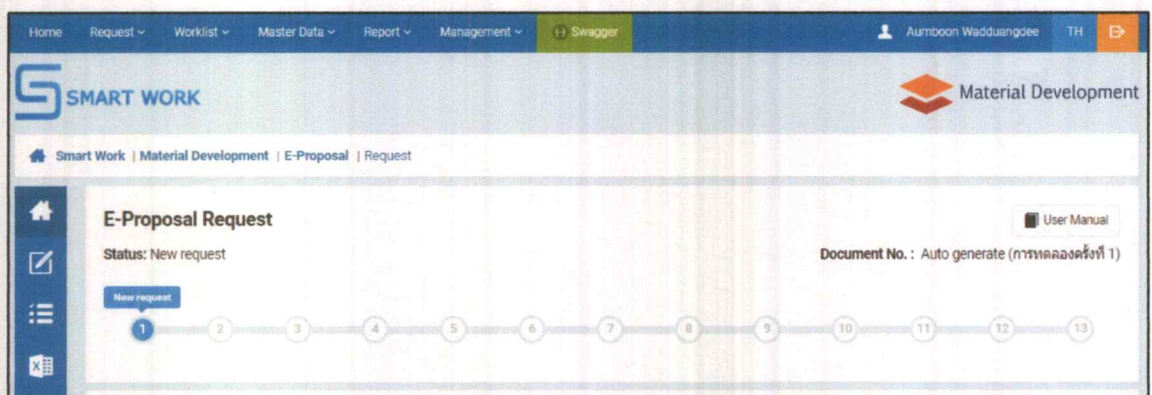 Home Request Worklist Master Data Report Management {-} Swagger Aurnboon Wadduangdee TH
SMART WORK
Material Development
Smart Work | Material Development | E-Proposal | Request
E-Proposal Request
User Manual
Status: New request
Document No. : Auto generate (การทดลองครั้งที่ 1)
New request
1 2 3 4 5 6 7 8 9 10 11 12 13